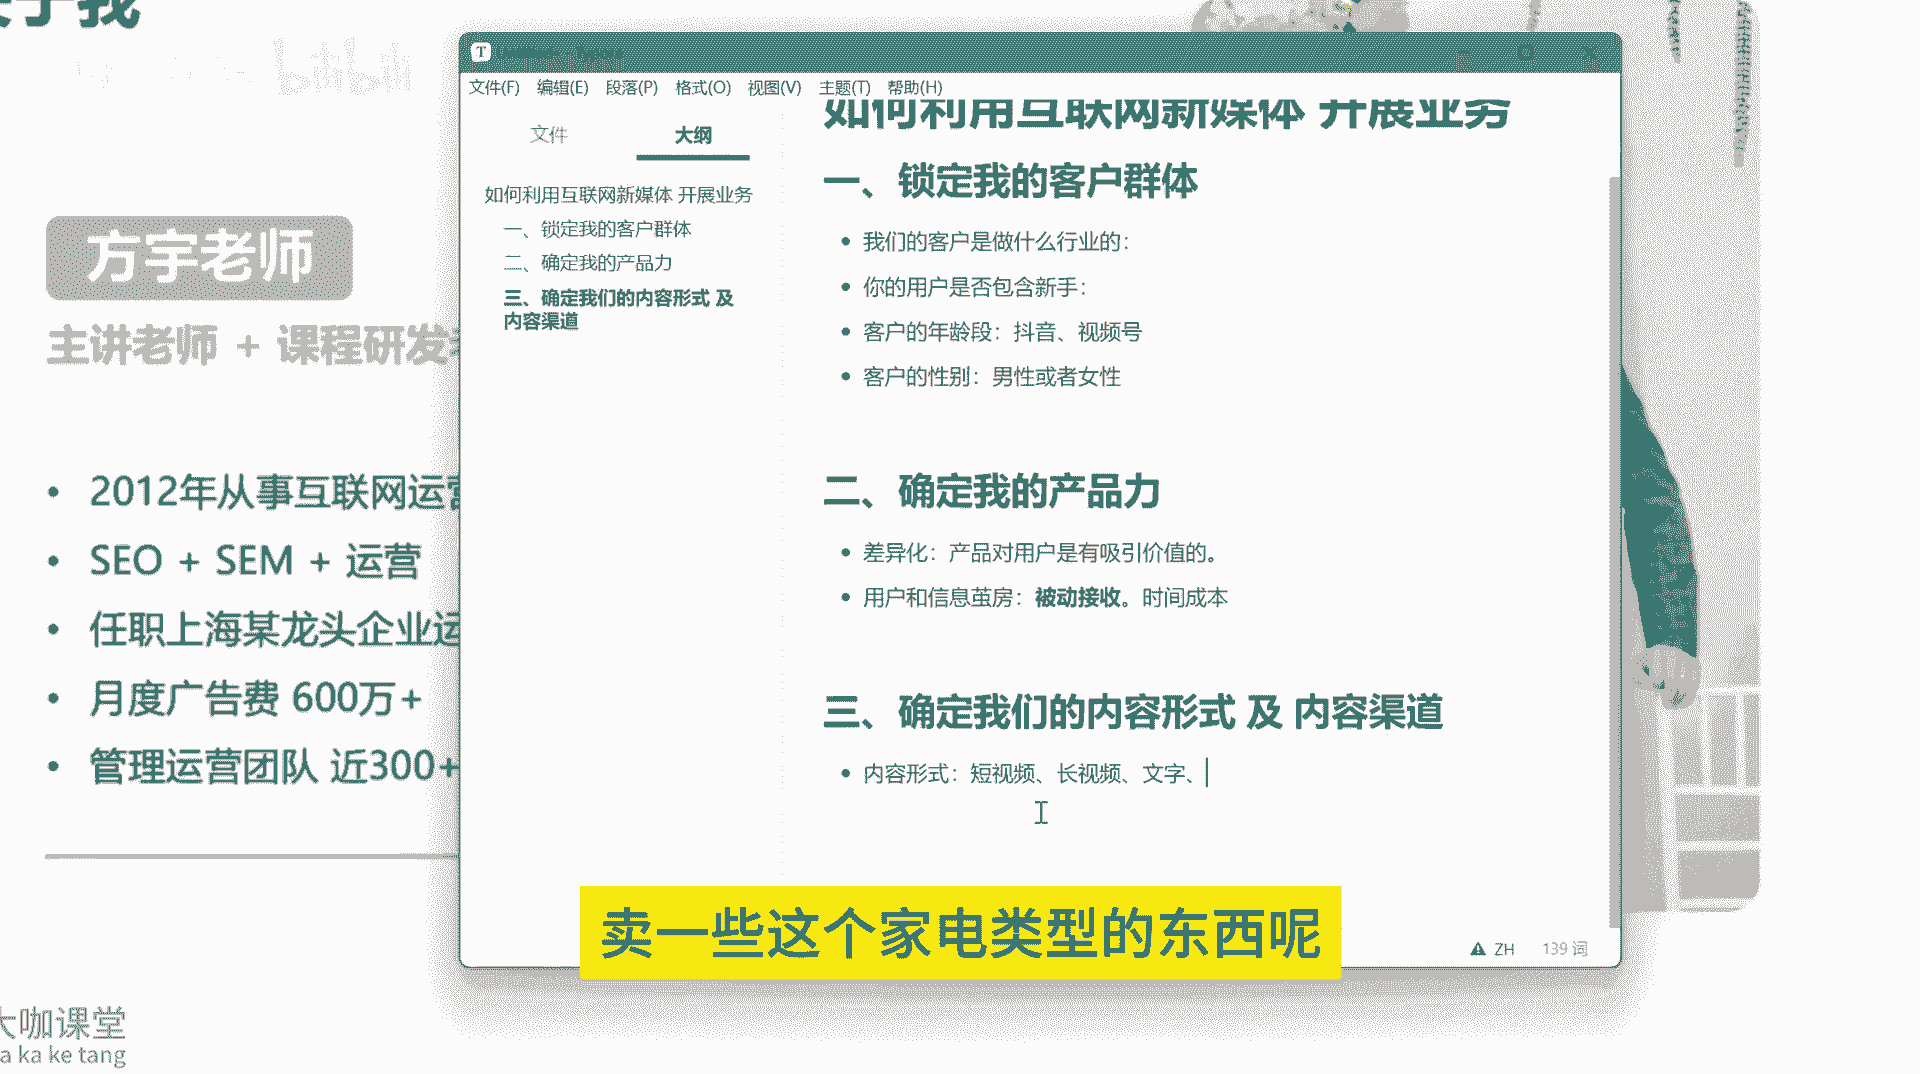 关于我
bilibili
方宇老师
主讲老师 + 课程研发老
2012年从事互联网运营
SEO + SEM + 运营
任职上海某龙头企业运
月度广告费 600万+
管理运营团队 近300+
大咖课堂
a ka ke tang
文件(F) 编辑(E) 段落(P) 格式(O) 视图(V) 主题(T) 帮助(H)
文件 大纲
如何利用互联网新媒体 开展业务
一、锁定我的客户群体
二、确定我的产品力
三、确定我们的内容形式 及
内容渠道
如何利用互联网新媒体 开展业务
一、锁定我的客户群体
我们的客户是做什么行业的：
你的用户是否包含新手：
客户的年龄段：抖音、视频号
客户的性别：男性或者女性
二、确定我的产品力
差异化：产品对用户是有吸引价值的。
用户和信息茧房：被动接收。时间成本
三、确定我们的内容形式 及 内容渠道
内容形式：短视频、长视频、文字、
ZH 139 词
卖一些这个家电类型的东西呢